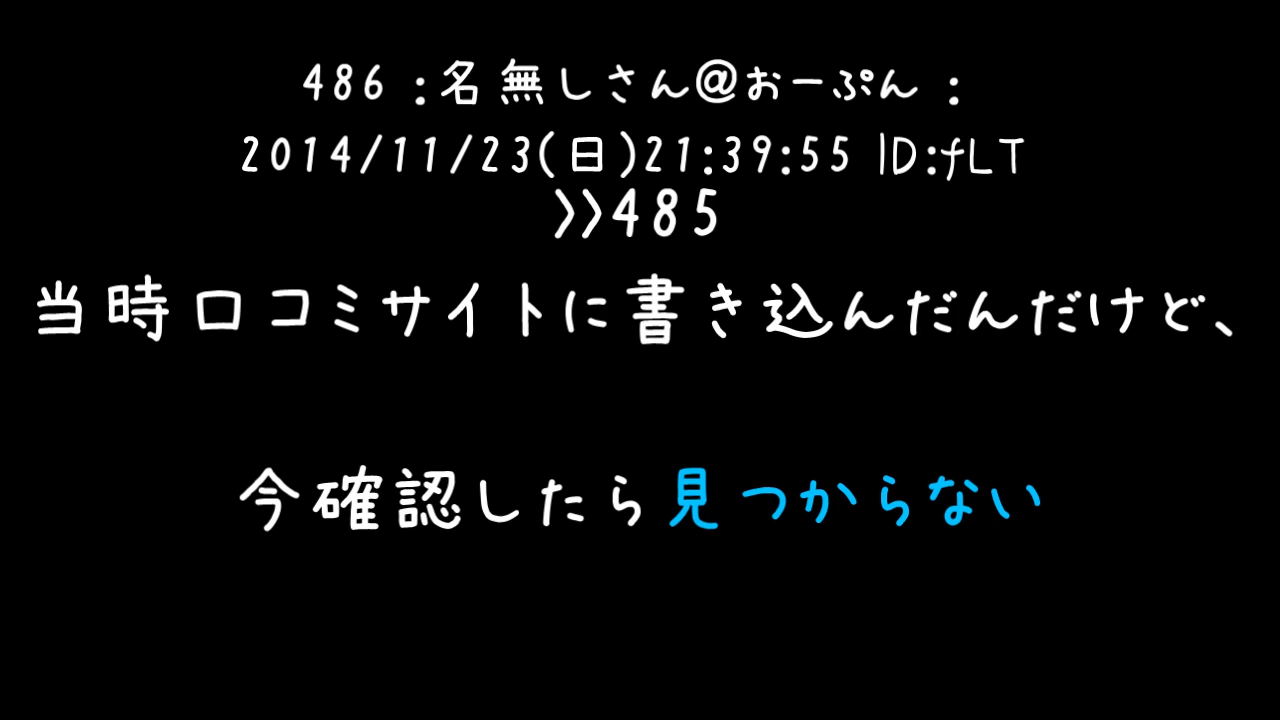 486 :名無しさん@おーぷん :
2014/11/23(日)21:39:55 ID:fLT
>>485
当時口コミサイトに書き込んだんだけど、
今確認したら見つからない